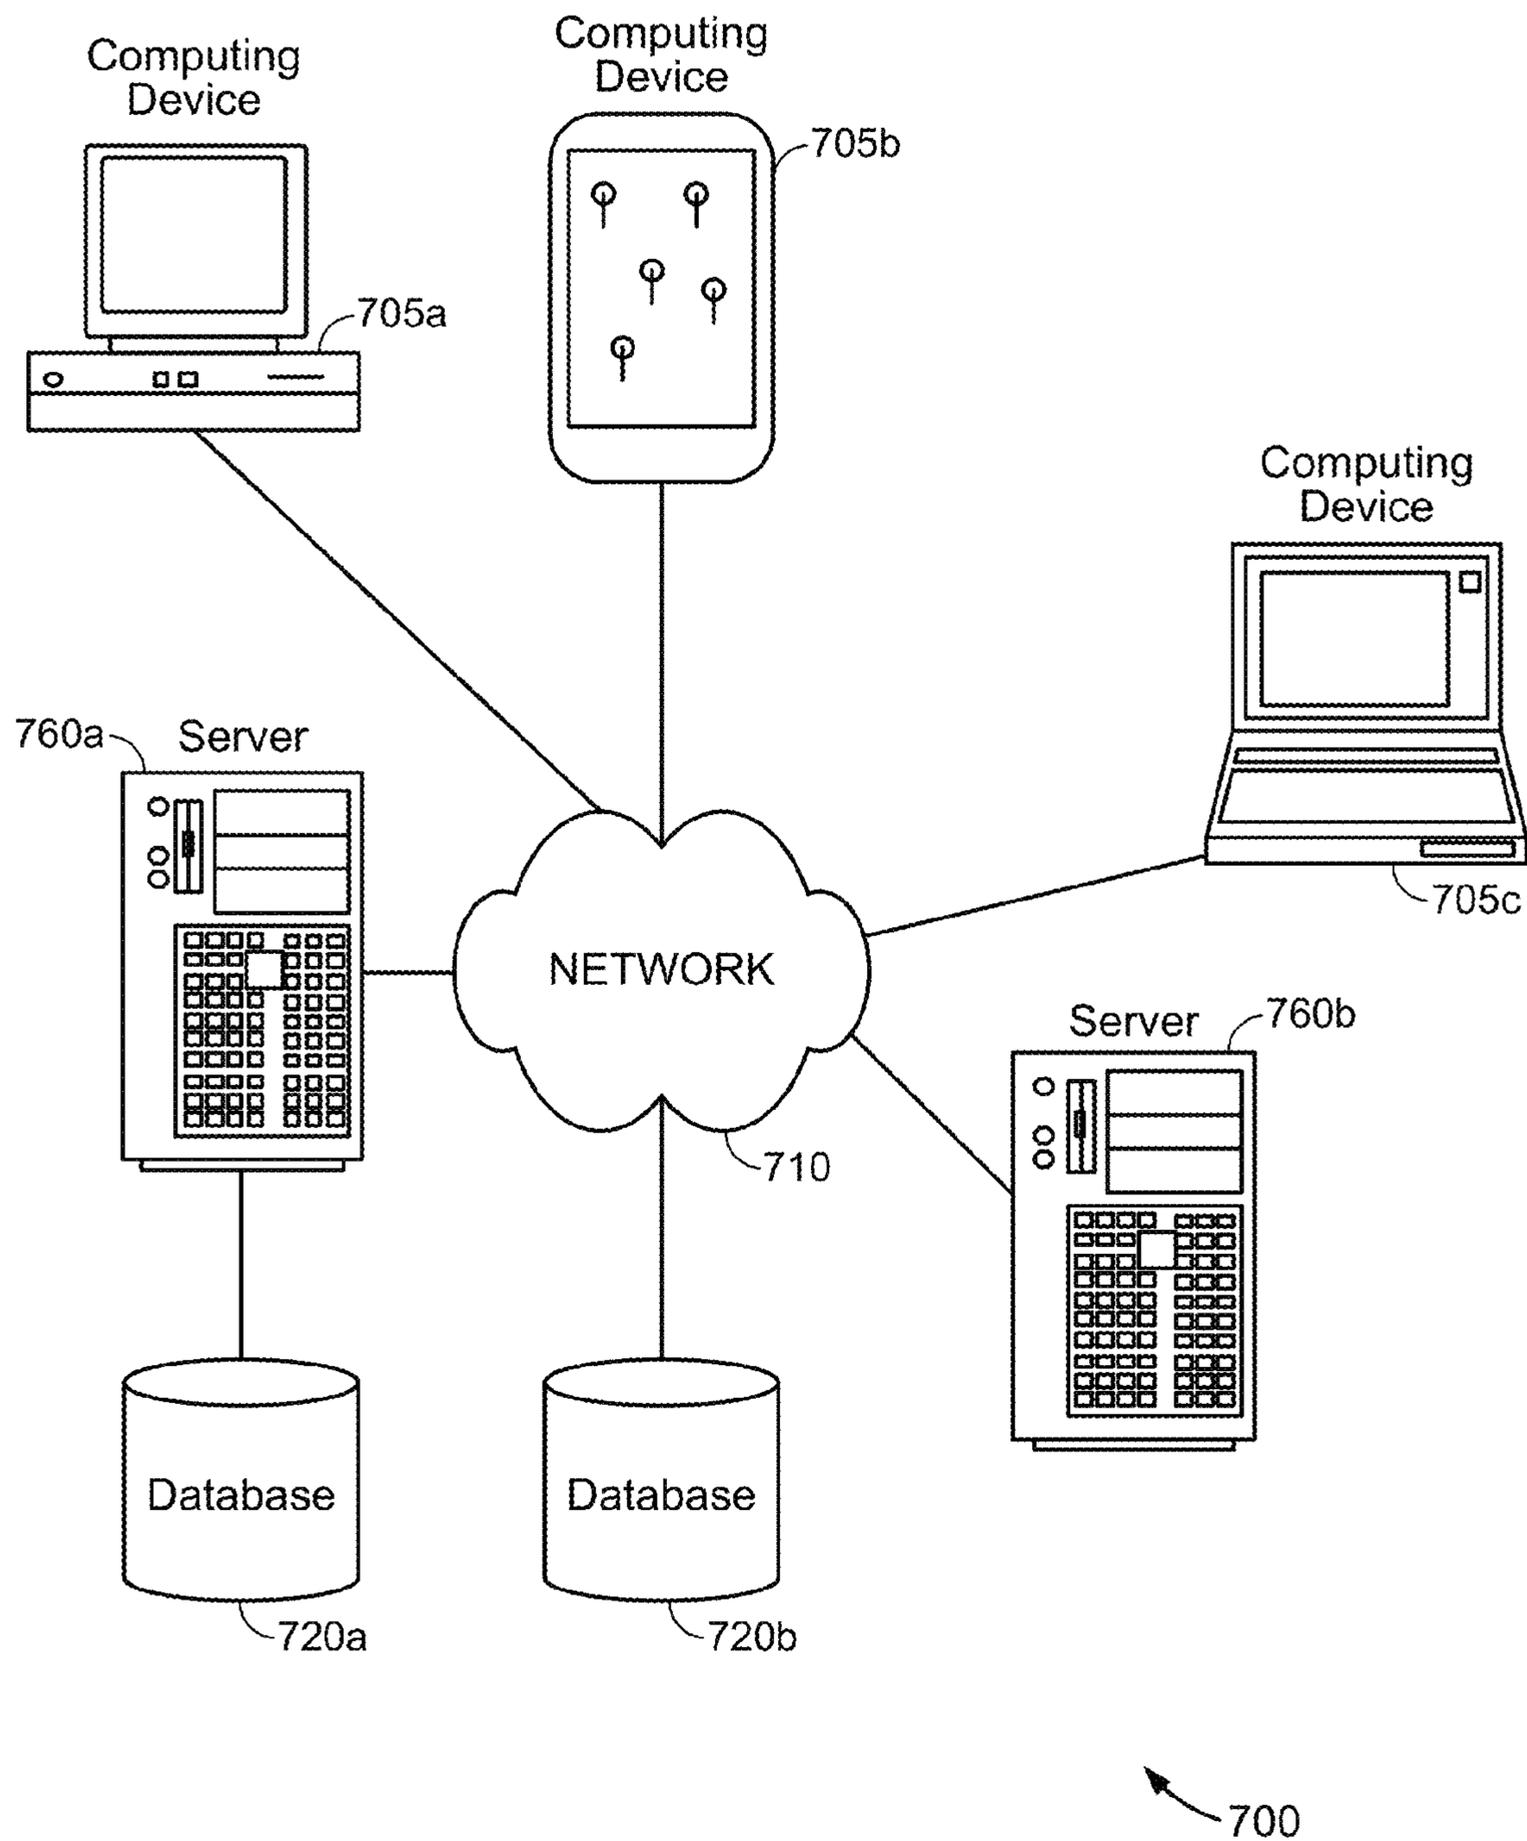 Computing
Device
Computing
Device
705b
705a
Computing
Device
705c
760a
Server
NETWORK
710
Server
760b
Database
720a
Database
720b
700